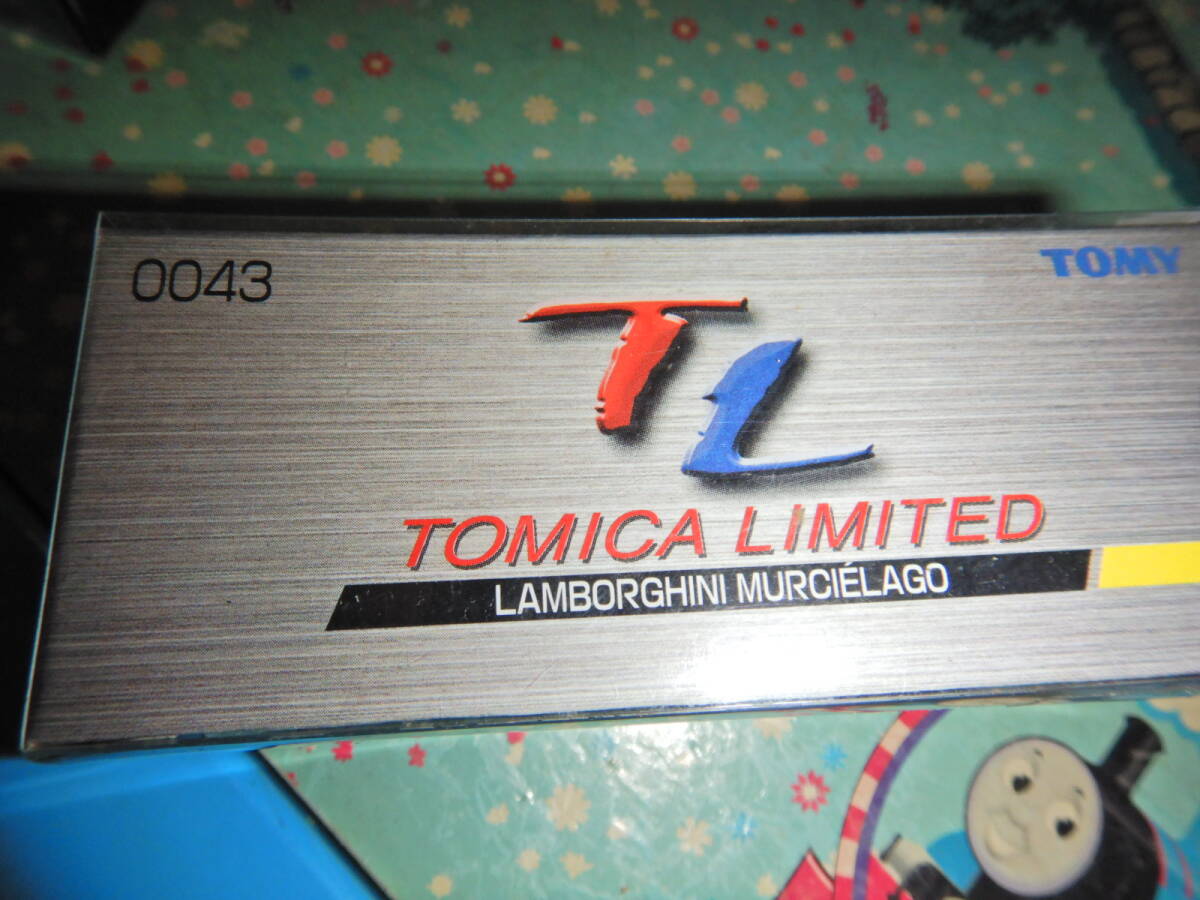 0043
TOMY
TL
TOMICA LIMITED
LAMBORGHINI MURCIÉLAGO